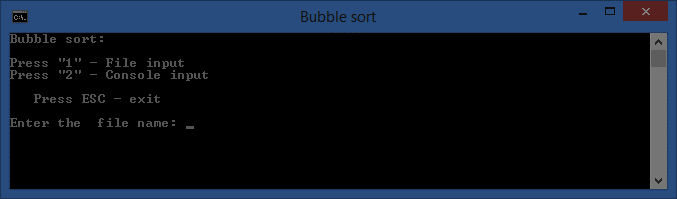 Bubble sort
Bubble sort:
Press "1" - File input
Press "2" - Console input
Press ESC - exit
Enter the  file name: _